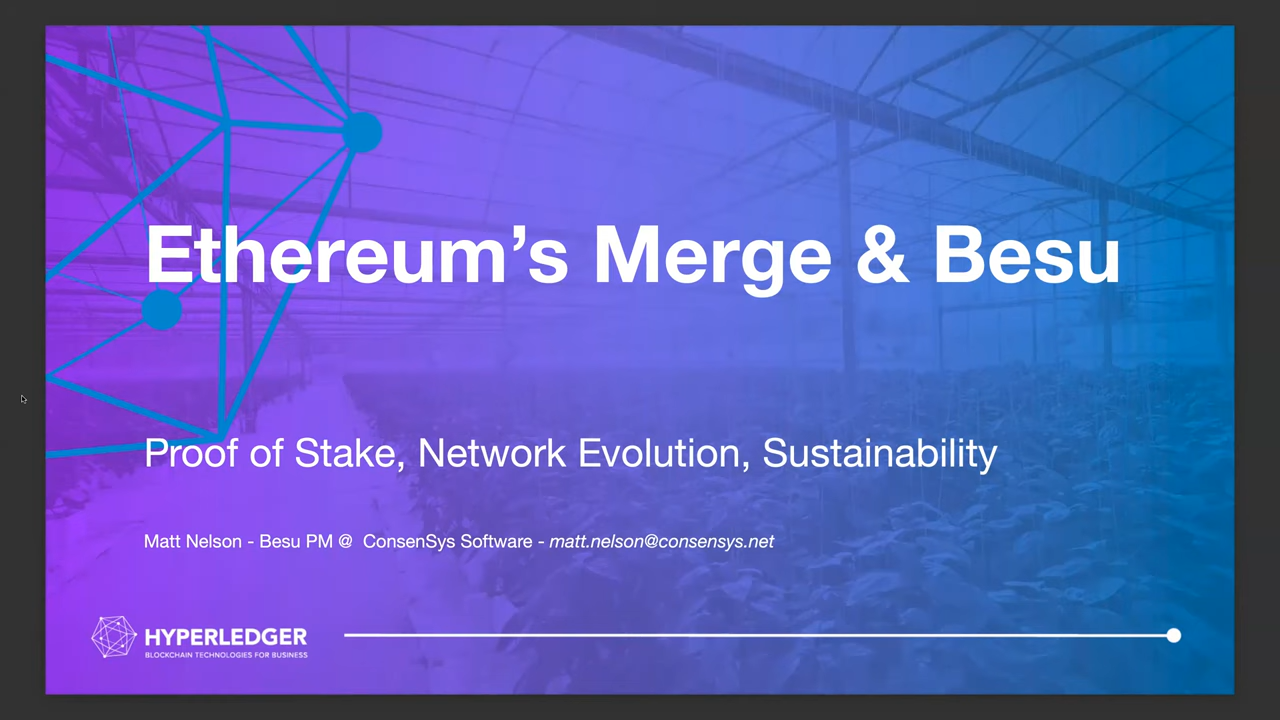 Ethereum’s Merge & Besu
Proof of Stake, Network Evolution, Sustainability
Matt Nelson - Besu PM @ ConsenSys Software - matt.nelson@consensys.net
HYPERLEDGER
BLOCKCHAIN TECHNOLOGIES FOR BUSINESS